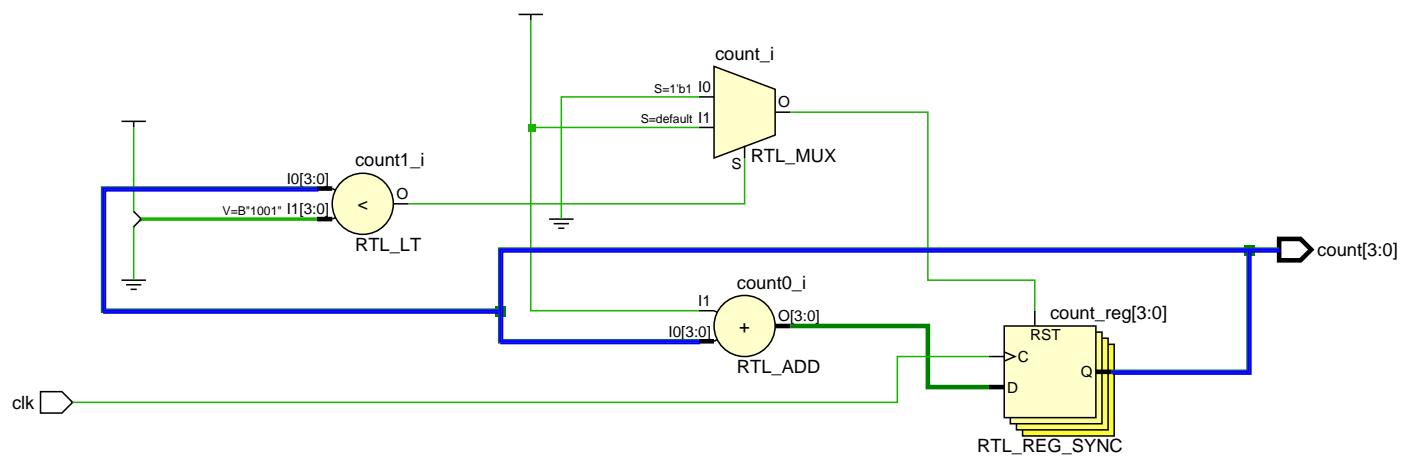 count_i
S=1'b1 I0
O
S=default I1
S
RTL_MUX
count1_i
I0[3:0]
O
V=B"1001" I1[3:0]
<
RTL_LT
count[3:0]
count0_i
I1
O[3:0]
I0[3:0]
+
RTL_ADD
count_reg[3:0]
RST
C
Q
D
RTL_REG_SYNC
clk